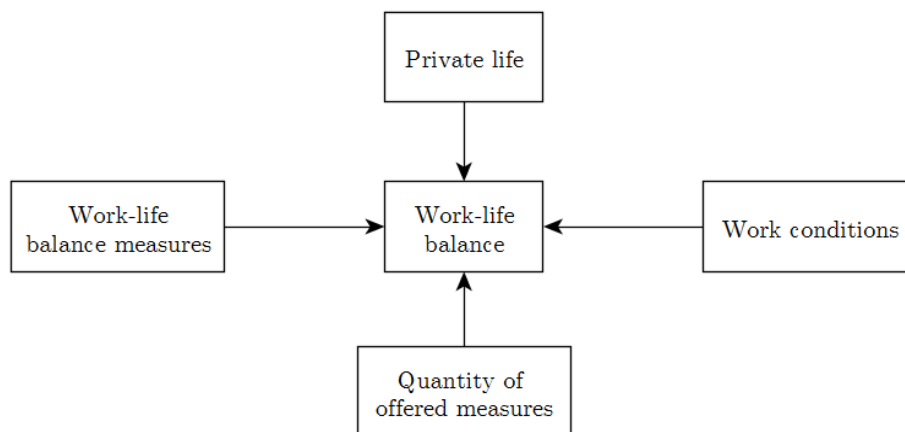 Private life
Work-life
balance measures
Work-life
balance
Work conditions
Quantity of
offered measures